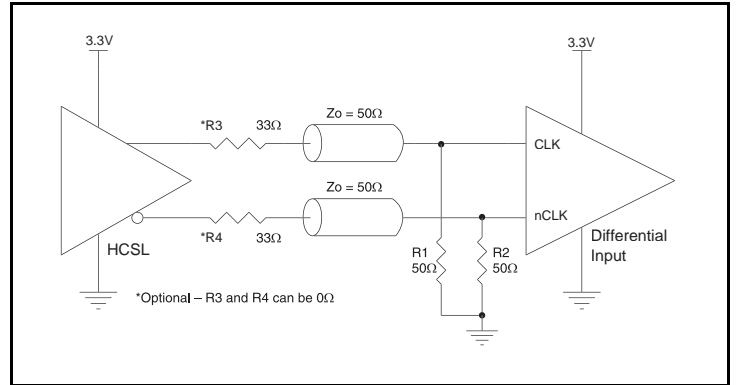 3.3V
3.3V
*R3
33Ω
Zo = 50Ω
CLK
Zo = 50Ω
nCLK
*R4
33Ω
HCSL
R1
50Ω
R2
50Ω
Differential
Input
*Optional – R3 and R4 can be 0Ω